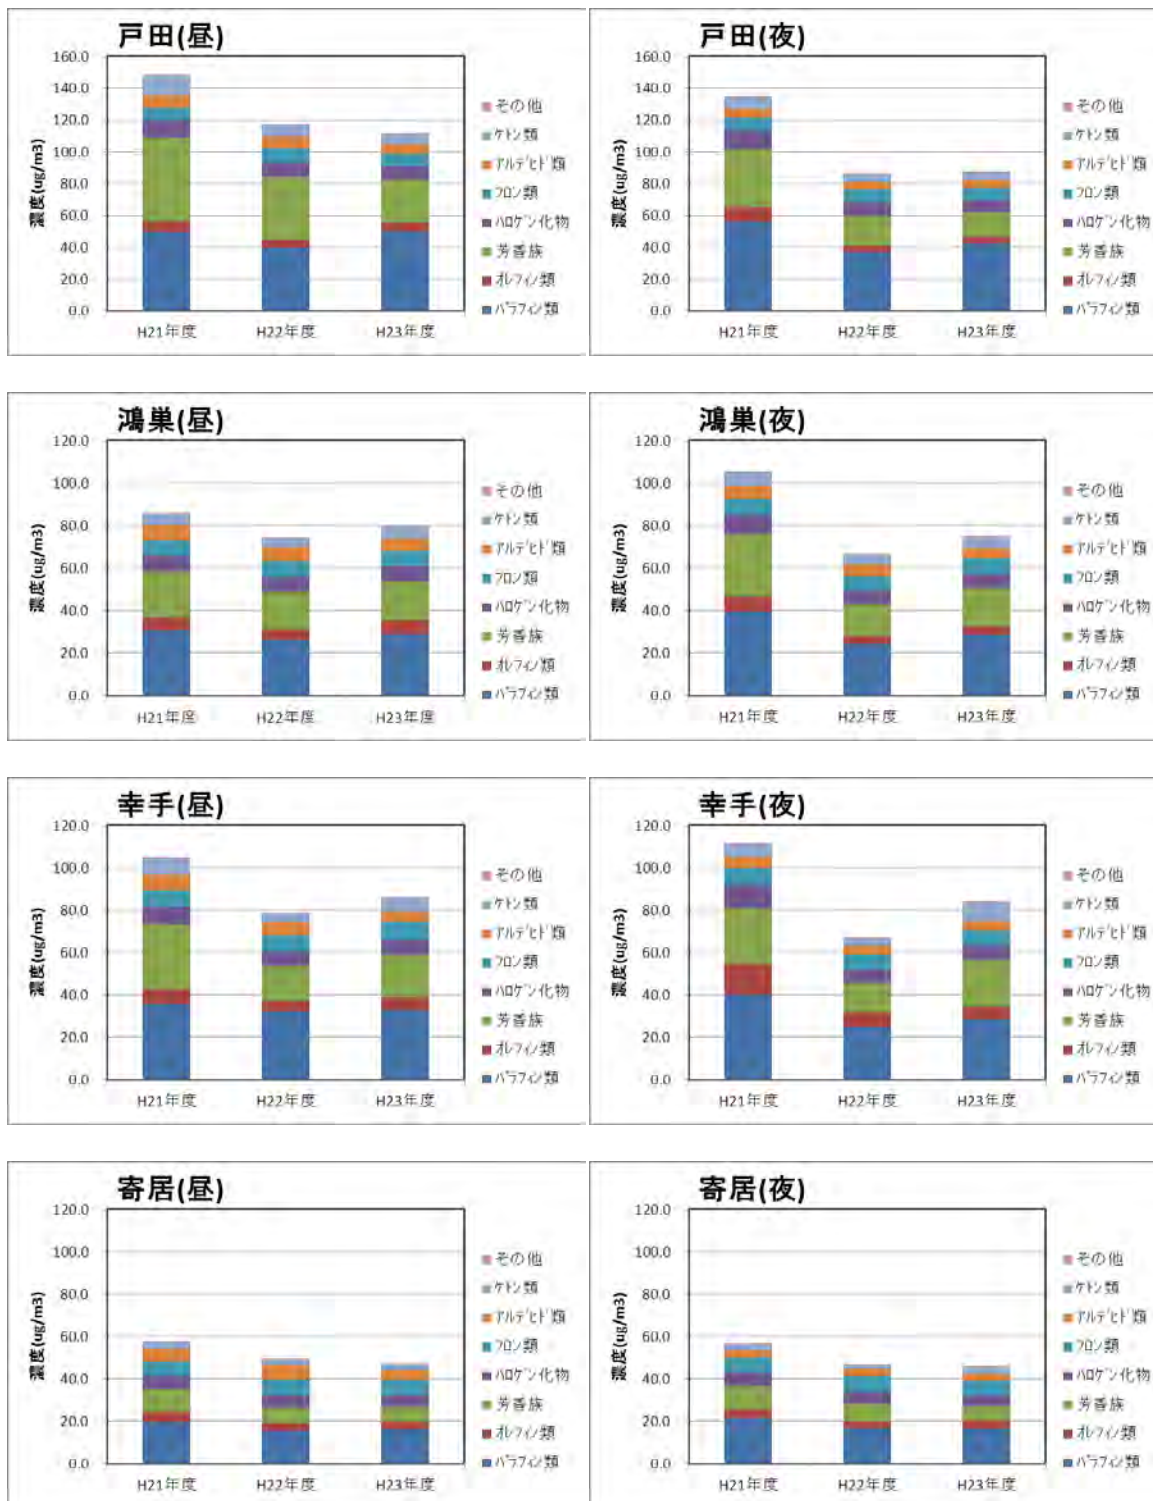 戸田(昼)
160.0
140.0
120.0
100.0
80.0
60.0
40.0
20.0
0.0
濃度(ug/m3)
H21年度
H22年度
H23年度
その他
ケトン類
アルデヒド類
フロン類
ハロゲン化物
芳香族
オレフィン類
パラフィン類
戸田(夜)
160.0
140.0
120.0
100.0
80.0
60.0
40.0
20.0
0.0
濃度(ug/m3)
H21年度
H22年度
H23年度
その他
ケトン類
アルデヒド類
フロン類
ハロゲン化物
芳香族
オレフィン類
パラフィン類
鴻巣(昼)
120.0
100.0
80.0
60.0
40.0
20.0
0.0
濃度(ug/m3)
H21年度
H22年度
H23年度
その他
ケトン類
アルデヒド類
フロン類
ハロゲン化物
芳香族
オレフィン類
パラフィン類
鴻巣(夜)
120.0
100.0
80.0
60.0
40.0
20.0
0.0
濃度(ug/m3)
H21年度
H22年度
H23年度
その他
ケトン類
アルデヒド類
フロン類
ハロゲン化物
芳香族
オレフィン類
パラフィン類
幸手(昼)
120.0
100.0
80.0
60.0
40.0
20.0
0.0
濃度(ug/m3)
H21年度
H22年度
H23年度
その他
ケトン類
アルデヒド類
フロン類
ハロゲン化物
芳香族
オレフィン類
パラフィン類
幸手(夜)
120.0
100.0
80.0
60.0
40.0
20.0
0.0
濃度(ug/m3)
H21年度
H22年度
H23年度
その他
ケトン類
アルデヒド類
フロン類
ハロゲン化物
芳香族
オレフィン類
パラフィン類
寄居(昼)
120.0
100.0
80.0
60.0
40.0
20.0
0.0
濃度(ug/m3)
H21年度
H22年度
H23年度
その他
ケトン類
アルデヒド類
フロン類
ハロゲン化物
芳香族
オレフィン類
パラフィン類
寄居(夜)
120.0
100.0
80.0
60.0
40.0
20.0
0.0
濃度(ug/m3)
H21年度
H22年度
H23年度
その他
ケトン類
アルデヒド類
フロン類
ハロゲン化物
芳香族
オレフィン類
パラフィン類